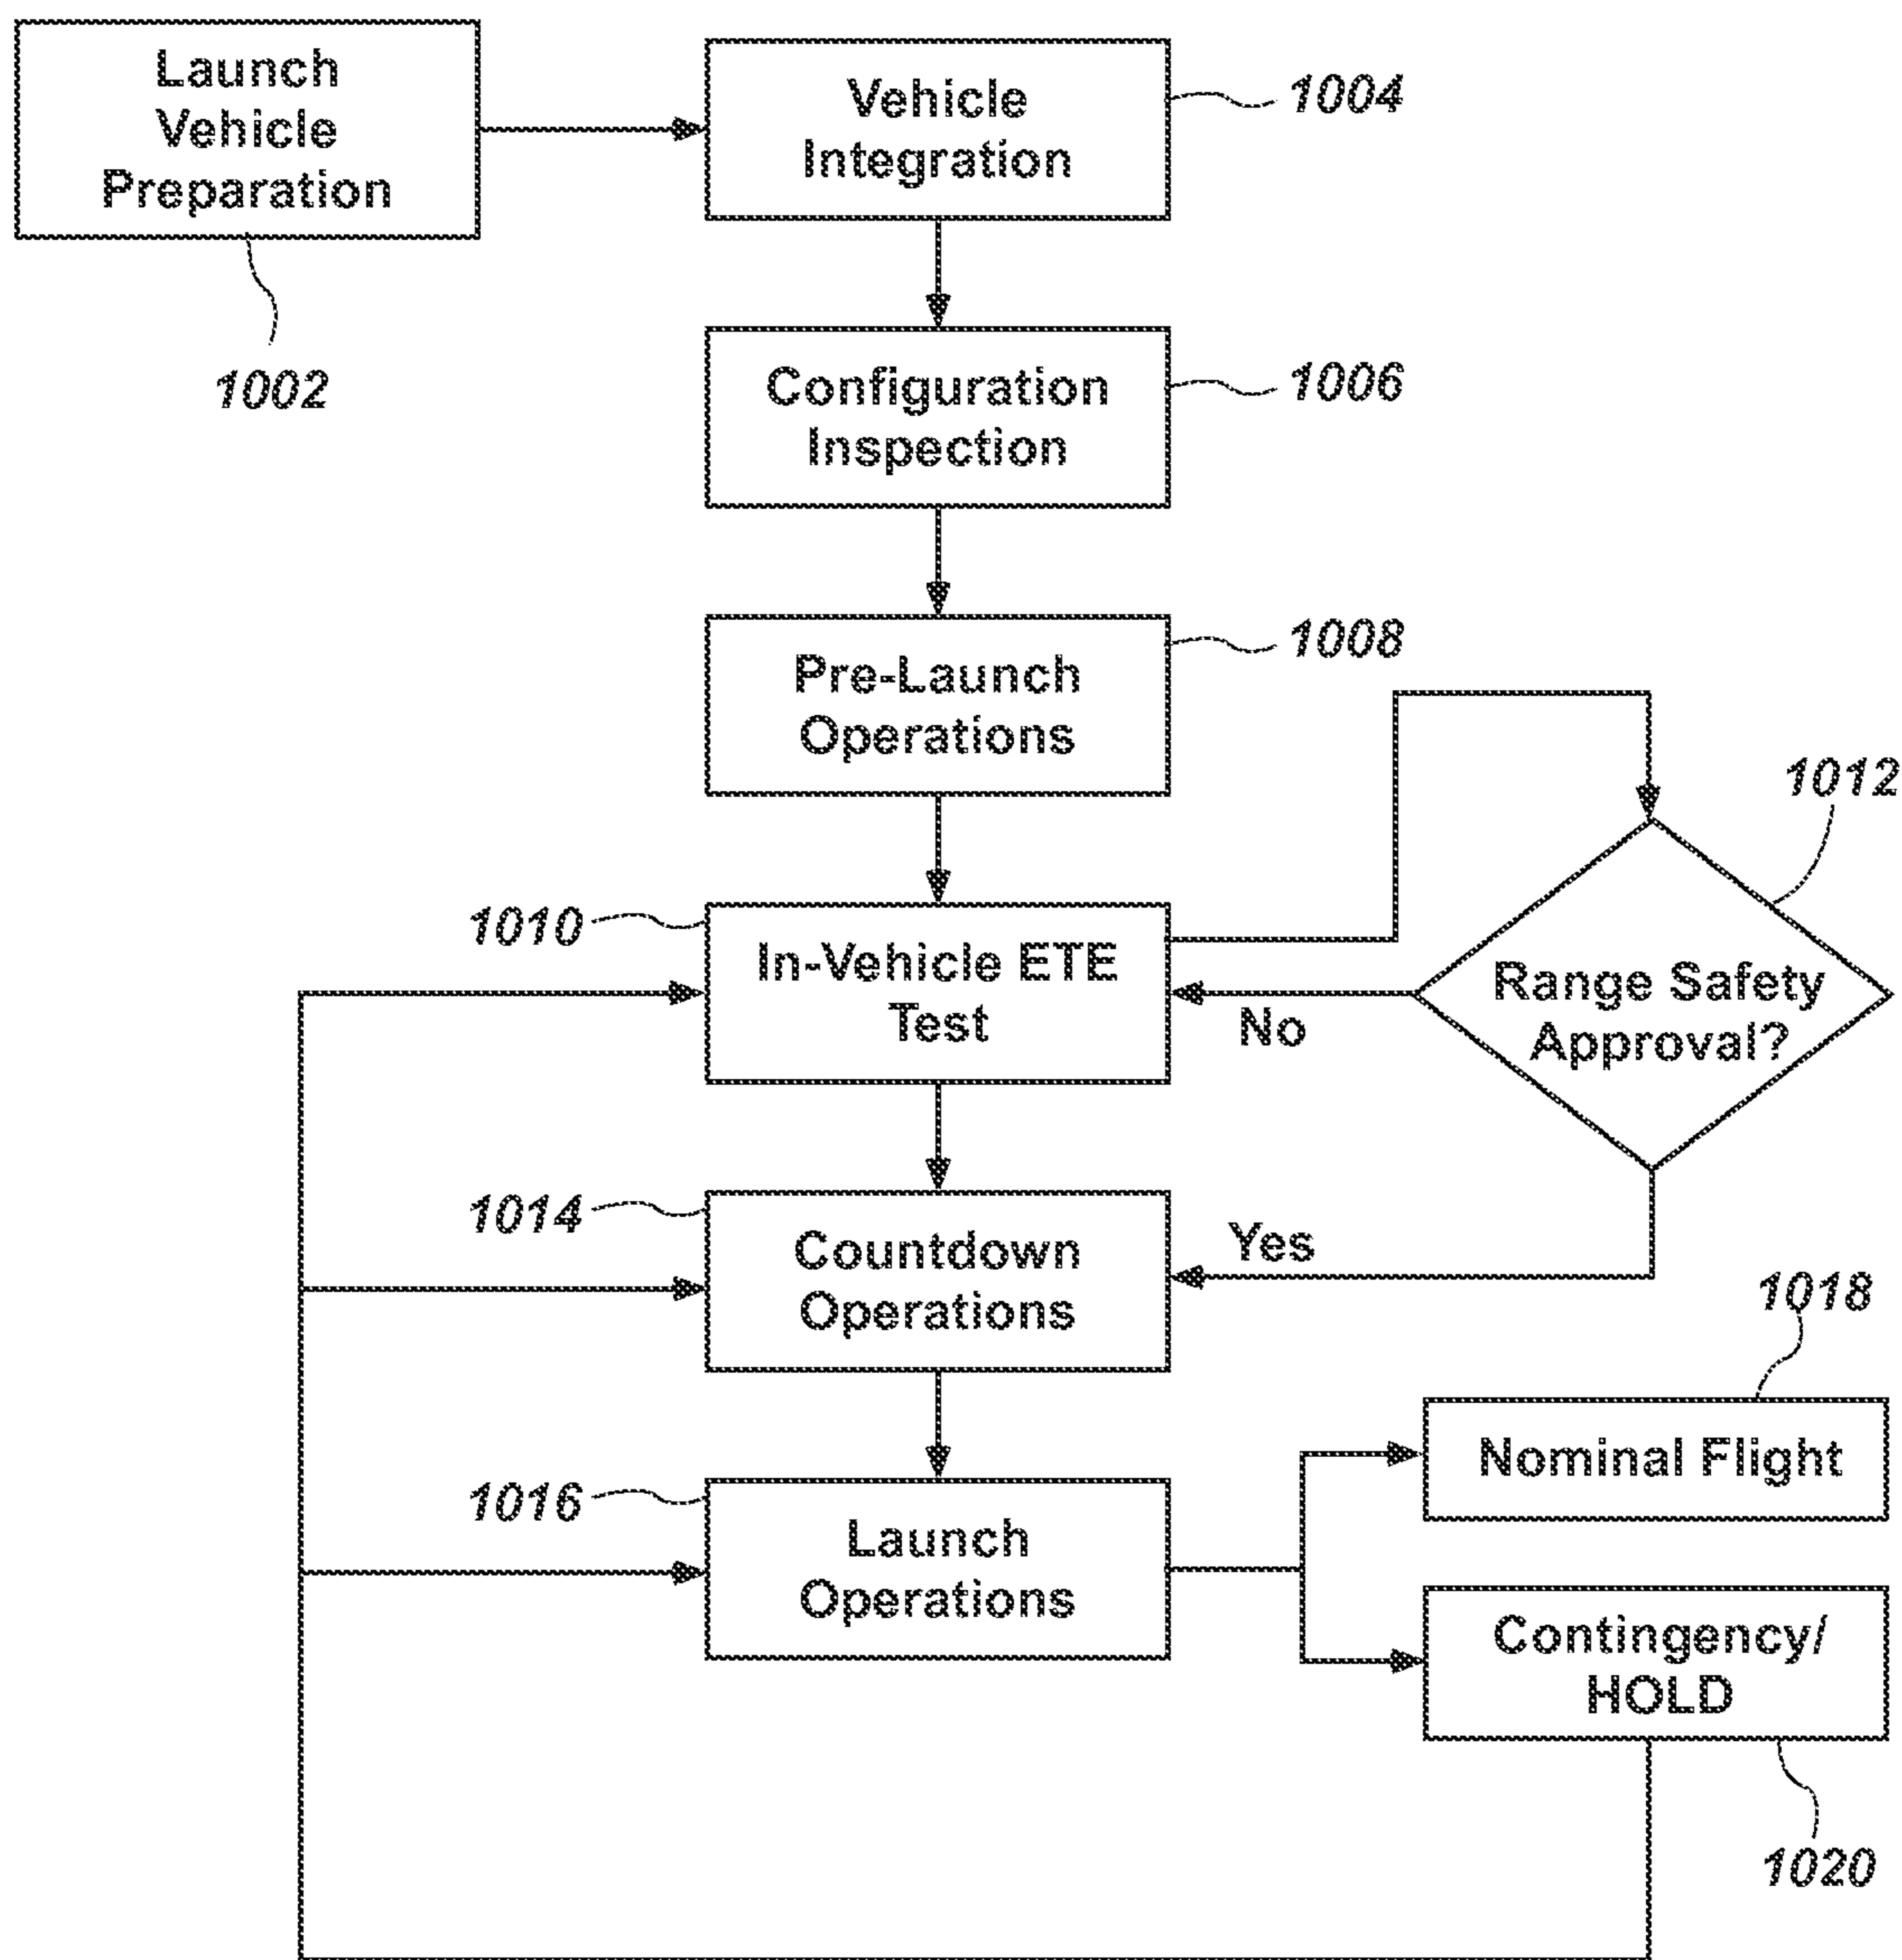 Launch
Vehicle
Preparation
1002
Vehicle
Integration
1004
Configuration
Inspection
1006
Pre-Launch
Operations
1008
1010
In-Vehicle ETE
Test
1012
Range Safety
Approval?
No
Yes
1014
Countdown
Operations
1016
Launch
Operations
1018
Nominal Flight
Contingency/
HOLD
1020